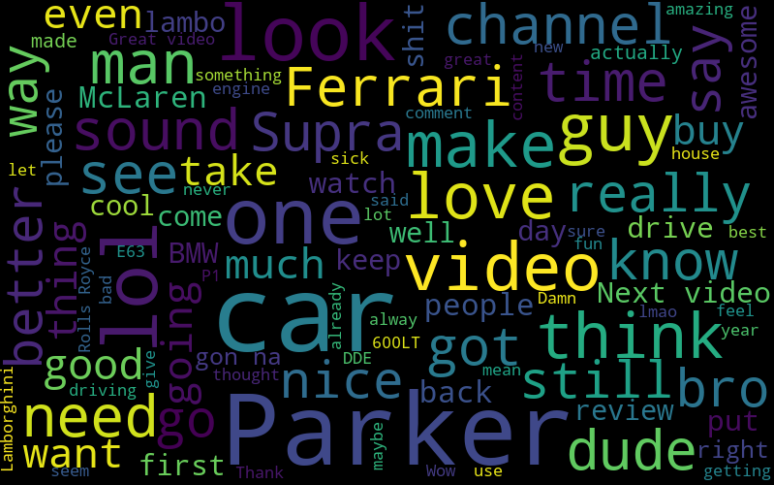 even
lambo
look
shit
channel
amazing
made
Great video
man
something
great
new
actually
say
awesome
way
McLaren
engine
Ferrari
content
time
please
sound
Supra
comment
make
guy
buy
house
let
see
take
sick
never
watch
said
love
really
better
thing
cool
come
one
lot
well
day
sure
drive
best
fun
lol
E63
BMW
P1
much
keep
video
know
Rolls Royce
bad
going
car
already
people
Damn
Next video
lmao
feel
year
alway
600LT
good
give
gon na
DDE
got
think
thought
mean
Lamborghini
driving
nice
back
still
bro
need
go
Parker
review
put
want
first
maybe
dude
right
seem
Thank
Wow
use
getting